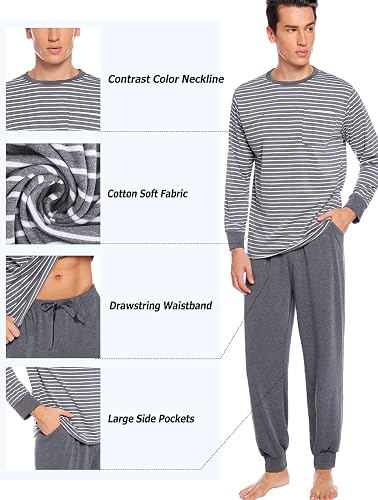 Contrast Color Neckline
Cotton Soft Fabric
Drawstring Waistband
Large Side Pockets